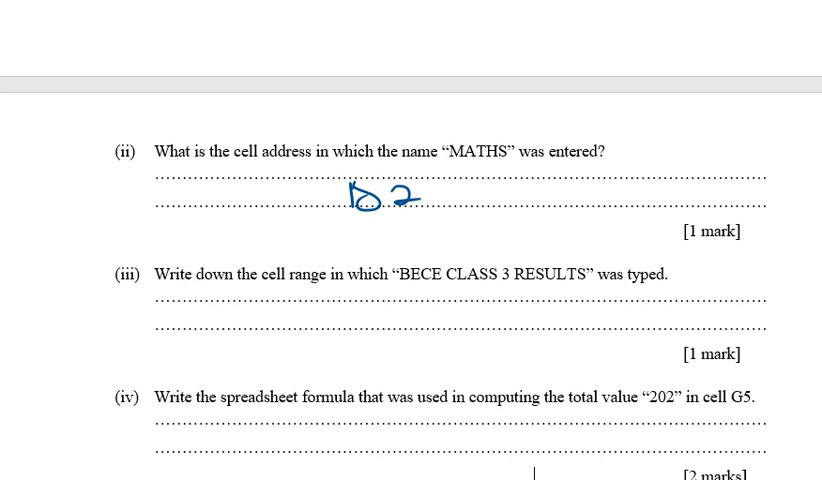 (ii) What is the cell address in which the name “MATHS” was entered?
..............................................................................................................
D2
..............................................................................................................
[1 mark]
(iii) Write down the cell range in which “BECE CLASS 3 RESULTS” was typed.
..............................................................................................................
..............................................................................................................
[1 mark]
(iv) Write the spreadsheet formula that was used in computing the total value “202” in cell G5.
..............................................................................................................
..............................................................................................................
[2 marks]